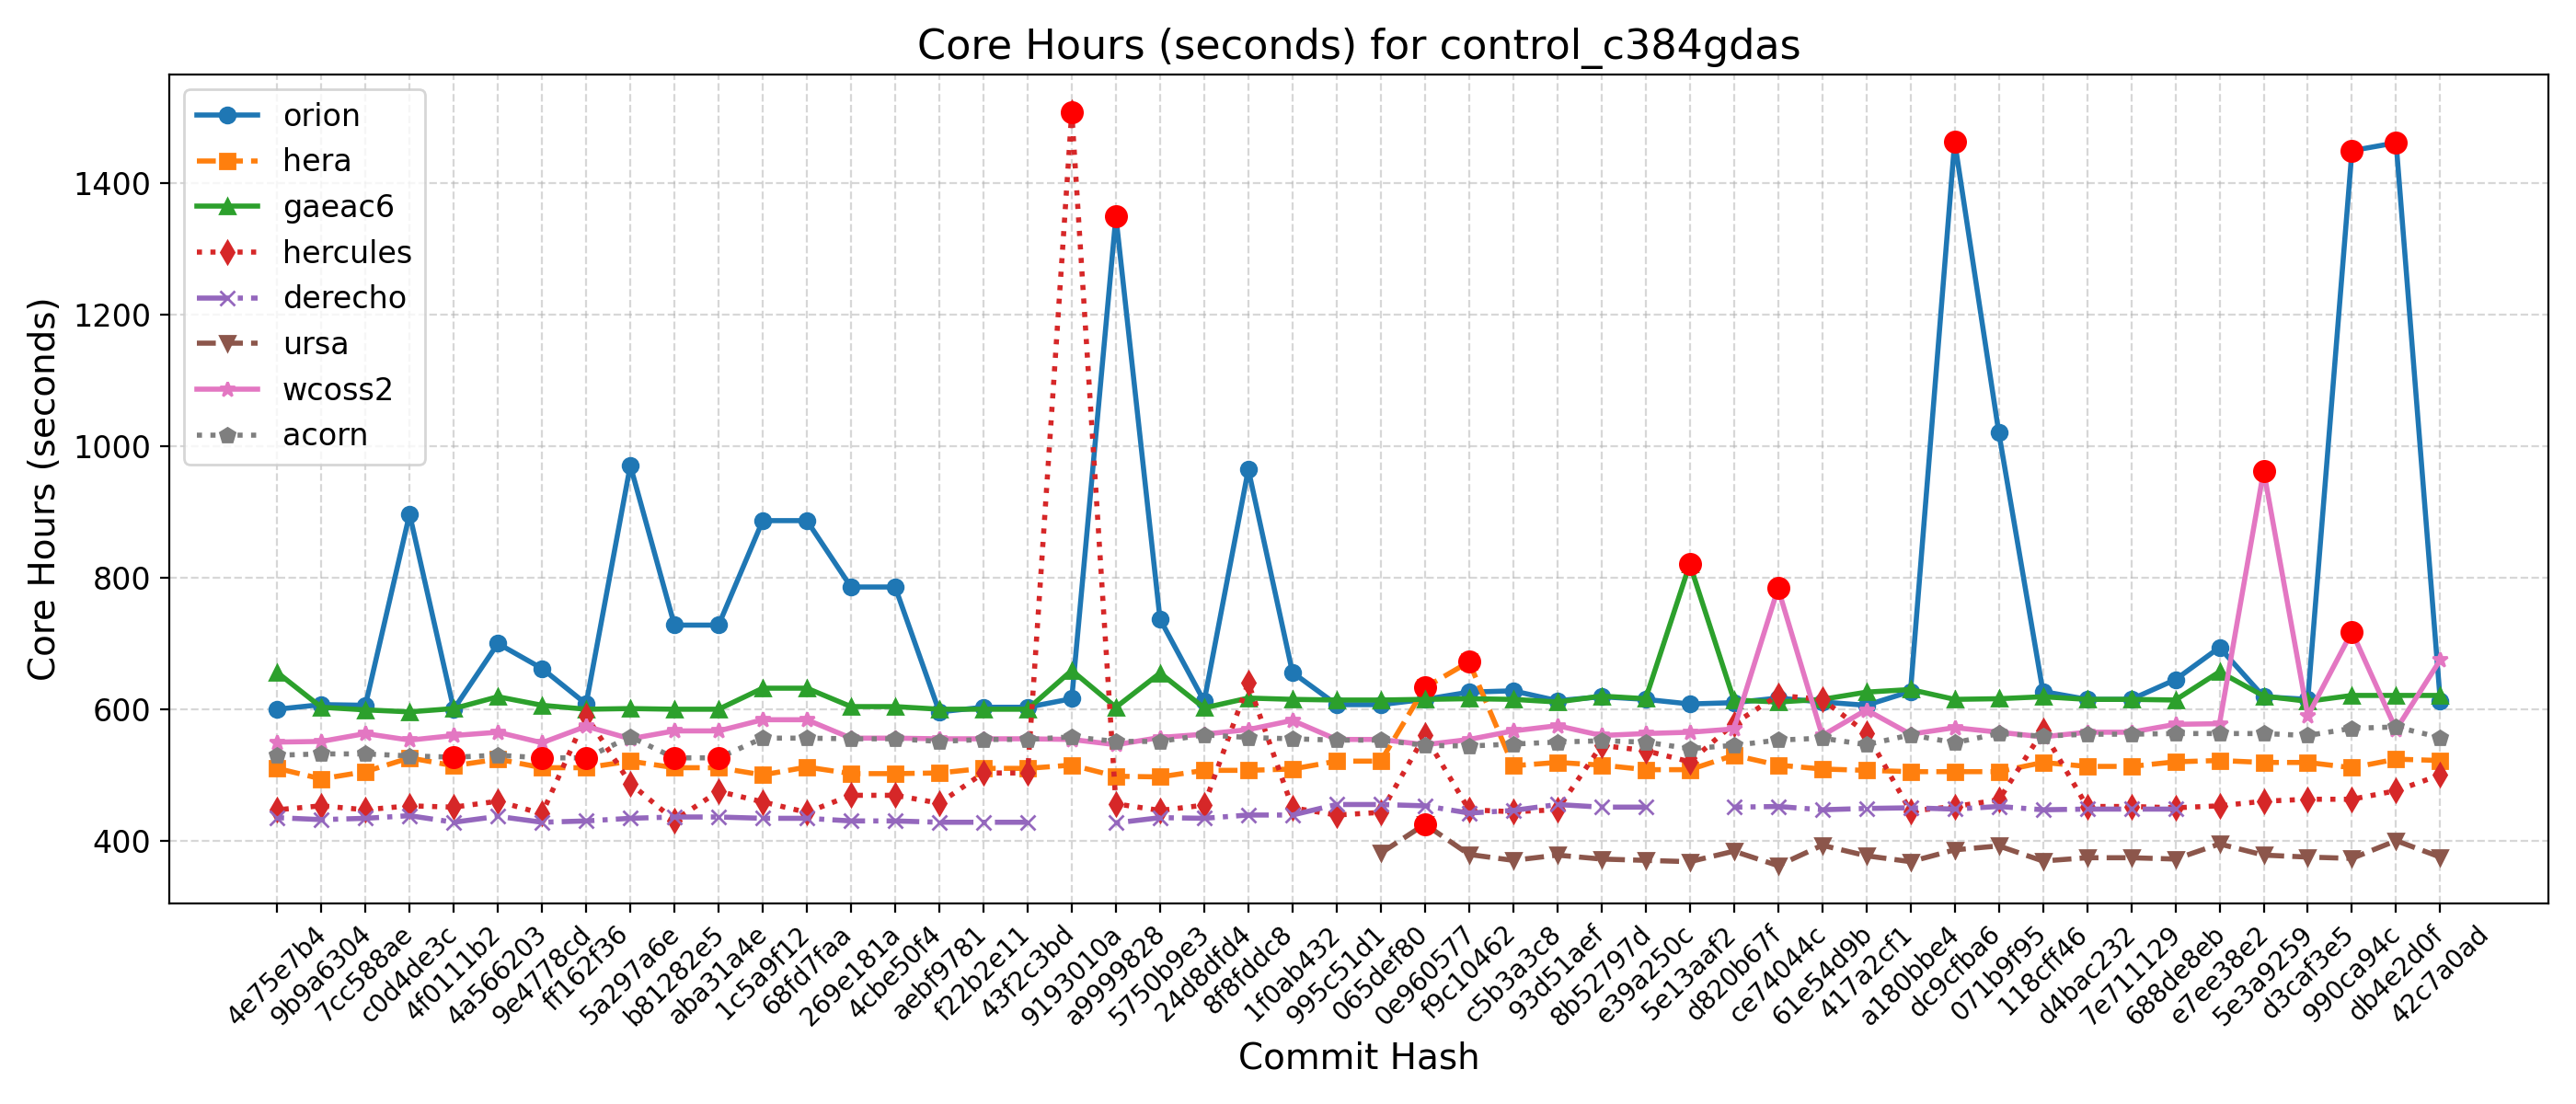 Core Hours (seconds) for control_c384gdas
Core Hours (seconds)
1400
1200
1000
800
600
400
orion
hera
gaeac6
hercules
derecho
ursa
wcoss2
acorn
4e75e7b4
9b9a6304
7cc588ae
c0d4de3c
4f0111b2
4a566203
9e4778cd
ff162f36
5a297a6e
b81282e5
aba31a4e
1c5a9f12
68fd7faa
269e181a
4cbe50f4
aebf9781
f22b2e11
43f2c3bd
9193010a
a9999828
5750b9e3
24d8dfd4
8f8fddc8
1f0ab432
995c51d1
065def80
0e960577
f9c10462
c5b3a3c8
93d51aef
8b52797d
e39a250c
5e13aaf2
d820b67f
ce74044c
61e54d9b
417a2cf1
a180bbe4
dc9cfba6
071b9f95
118cff46
d4bac232
7e711129
688de8eb
e7ee38e2
5e3a9259
d3caf3e5
990ca94c
db4e2d0f
42c7a0ad
Commit Hash